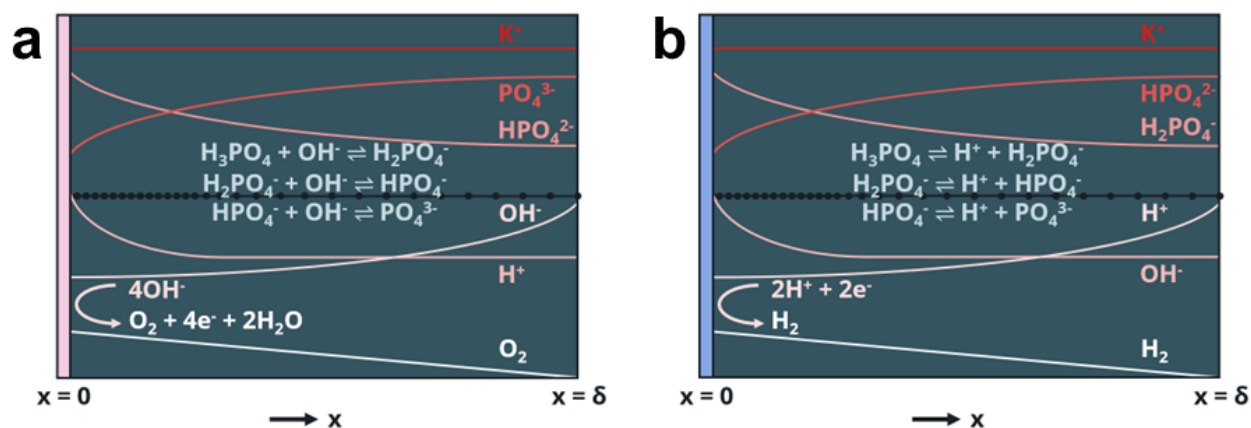 a
K⁺
PO₄³⁻
HPO₄²⁻
H₃PO₄ + OH⁻ ⇌ H₂PO₄⁻
H₂PO₄⁻ + OH⁻ ⇌ HPO₄⁻
HPO₄⁻ + OH⁻ ⇌ PO₄³⁻
OH⁻
H⁺
4OH⁻
O₂ + 4e⁻ + 2H₂O
O₂
x = 0
x = δ
x
b
K⁺
HPO₄²⁻
H₂PO₄⁻
H₃PO₄ ⇌ H⁺ + H₂PO₄⁻
H₂PO₄⁻ ⇌ H⁺ + HPO₄⁻
HPO₄⁻ ⇌ H⁺ + PO₄³⁻
H⁺
OH⁻
2H⁺ + 2e⁻
H₂
H₂
x = 0
x = δ
x